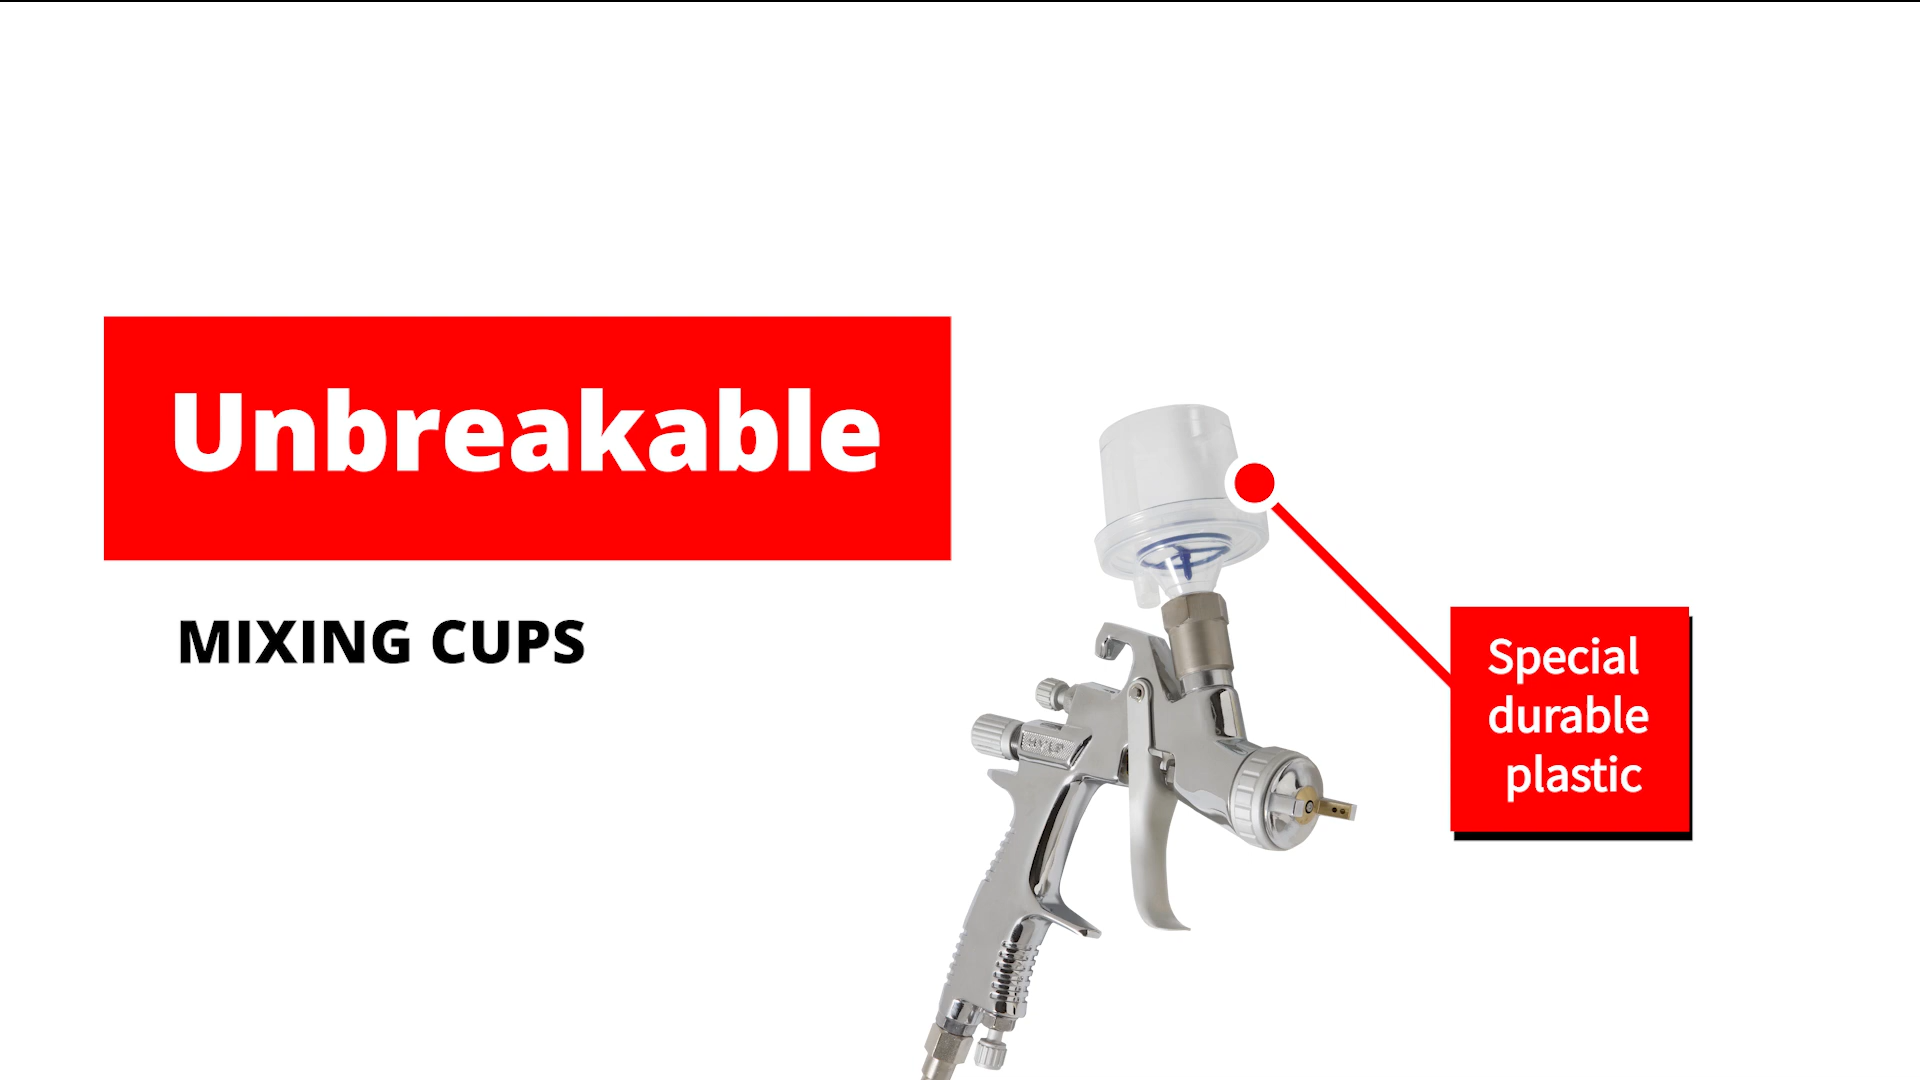 Unbreakable
MIXING CUPS
Special
durable
plastic